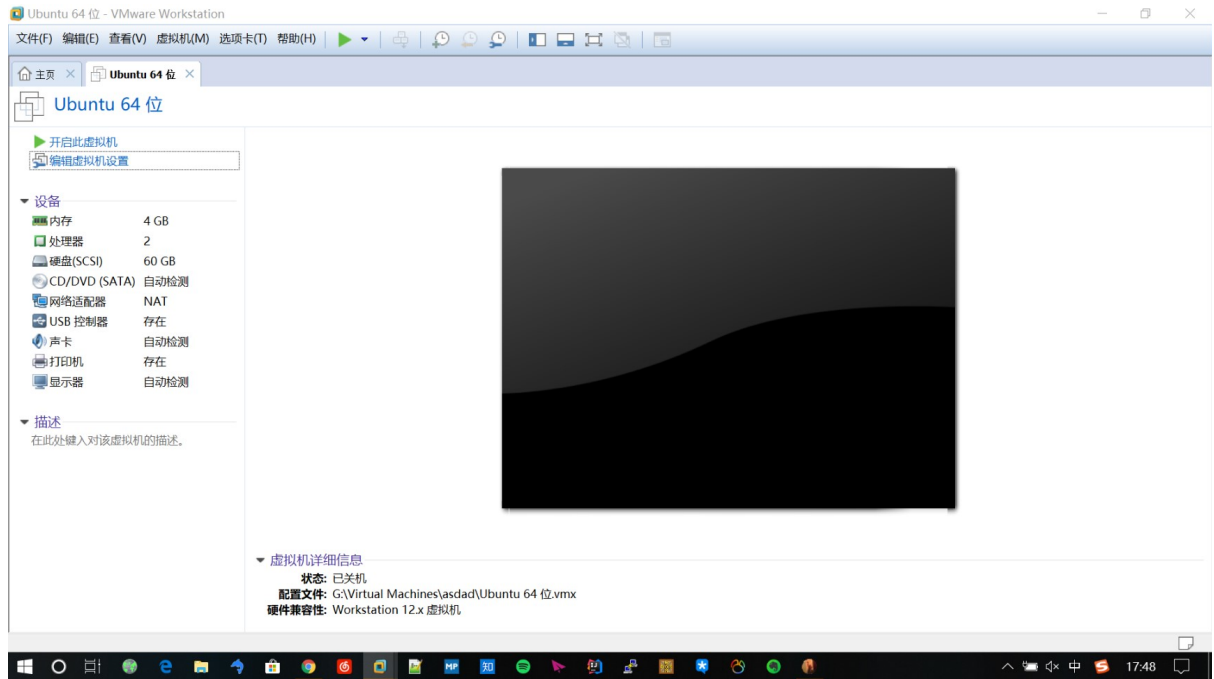 Ubuntu 64 位 - VMware Workstation
文件(F) 编辑(E) 查看(V) 虚拟机(M) 选项卡(T) 帮助(H)
主页 Ubuntu 64 位
Ubuntu 64 位
开启此虚拟机
编辑虚拟机设置
设备
内存 4 GB
处理器 2
硬盘(SCSI) 60 GB
CD/DVD (SATA) 自动检测
网络适配器 NAT
USB 控制器 存在
声卡 自动检测
打印机 存在
显示器 自动检测
描述
在此处键入对该虚拟机的描述。
虚拟机详细信息
状态: 已关机
配置文件: G:\Virtual Machines\asdad\Ubuntu 64 位.vmx
硬件兼容性: Workstation 12.x 虚拟机
MP 知 中 17:48